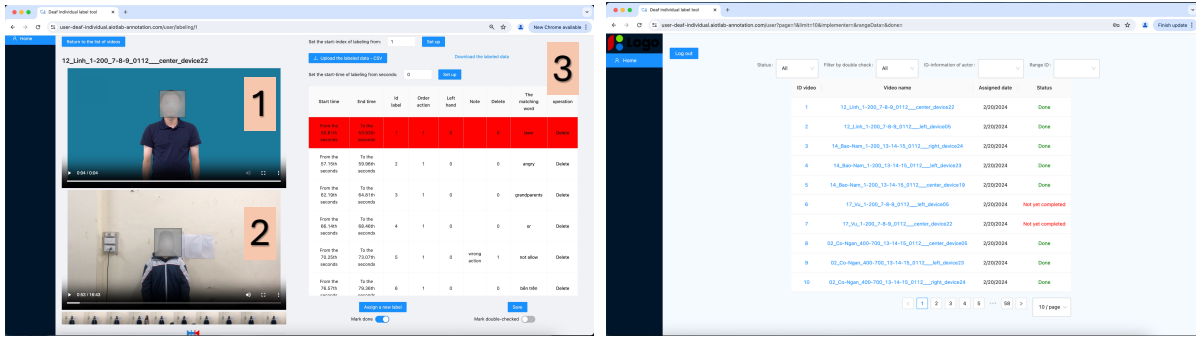 Deaf Individual label tool
user-deaf-individual.aiotlab-annotation.com/user/labeling/1
New Chrome available
Home
Return to the list of videos
12_Linh_1-200_7-8-9_0112___center_device22
1
0:04 / 0:04
2
0:53 / 16:43
Set the start-index of labeling from: 1 Set up
Upload the labeled data - CSV
Download the labeled data
Set the start-time of labeling from seconds: 0 Set up
3
Start time End time Id label Order action Left hand Note Delete The matching word operation
Delete
From the 57.15th seconds To the 59.96th seconds 2 1 0 0 angry Delete
From the 62.19th seconds To the 64.81th seconds 3 1 0 0 grandparents Delete
From the 66.14th seconds To the 68.46th seconds 4 1 0 0 or Delete
From the 70.25th seconds To the 73.07th seconds 5 1 0 wrong action 1 not allow Delete
From the 76.57th seconds To the 79.36th seconds 6 1 0 0 bên trên Delete
Assign a new label
Save
Mark done
Mark double-checked
Deaf Individual label tool
user-deaf-individual.aiotlab-annotation.com/user?page=1&limit=10&implementer=&rangeData=&done=
Finish update
Logo
Home
Log out
Status: All Filter by double check: All ID-information of actor: Range ID:
ID video Video name Assigned date Status
1 12_Linh_1-200_7-8-9_0112___center_device22 2/20/2024 Done
2 12_Linh_1-200_7-8-9_0112___left_device05 2/20/2024 Done
3 14_Bao-Nam_1-200_13-14-15_0112___right_device24 2/20/2024 Done
4 14_Bao-Nam_1-200_13-14-15_0112___left_device23 2/20/2024 Done
5 14_Bao-Nam_1-200_13-14-15_0112___center_device19 2/20/2024 Done
6 17_Vu_1-200_7-8-9_0112___left_device05 2/20/2024 Not yet completed
7 17_Vu_1-200_7-8-9_0112___center_device22 2/20/2024 Not yet completed
8 02_Co-Ngan_400-700_13-14-15_0112___center_device05 2/20/2024 Done
9 02_Co-Ngan_400-700_13-14-15_0112___left_device23 2/20/2024 Done
10 02_Co-Ngan_400-700_13-14-15_0112___right_device24 2/20/2024 Done
1 2 3 4 5 ••• 58 10 / page